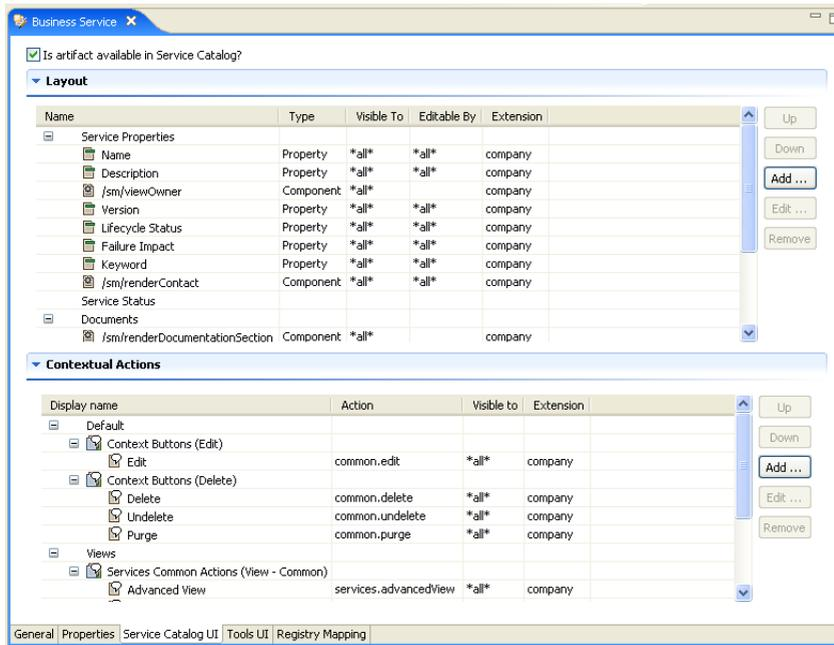 Business Service
Is artifact available in Service Catalog?
Layout
Name Type Visible To Editable By Extension
Service Properties
Name Property *all* *all* company
Description Property *all* *all* company
/sm/viewOwner Component *all* company
Version Property *all* *all* company
Lifecycle Status Property *all* *all* company
Failure Impact Property *all* *all* company
Keyword Property *all* *all* company
/sm/renderContact Component *all* *all* company
Service Status
Documents
/sm/renderDocumentationSection Component *all* company
Up
Down
Add ...
Edit ...
Remove
Contextual Actions
Display name Action Visible to Extension
Default
Context Buttons (Edit)
Edit common.edit *all* company
Context Buttons (Delete)
Delete common.delete *all* company
Undelete common.undelete *all* company
Purge common.purge *all* company
Views
Services Common Actions (View - Common)
Advanced View services.advancedView *all* company
Up
Down
Add ...
Edit ...
Remove
General Properties Service Catalog UI Tools UI Registry Mapping